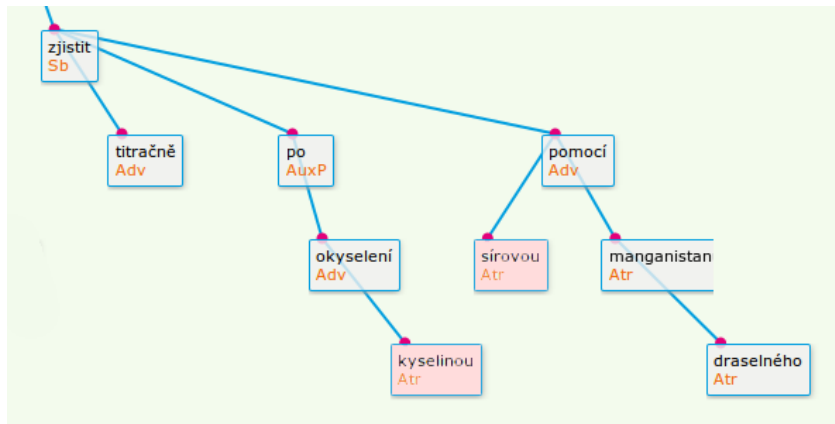 zjistit
Sb
titračně
Adv
po
AuxP
pomocí
Adv
okyselení
Adv
sírovou
Atr
manganistan
Atr
kyselinou
Atr
draselného
Atr